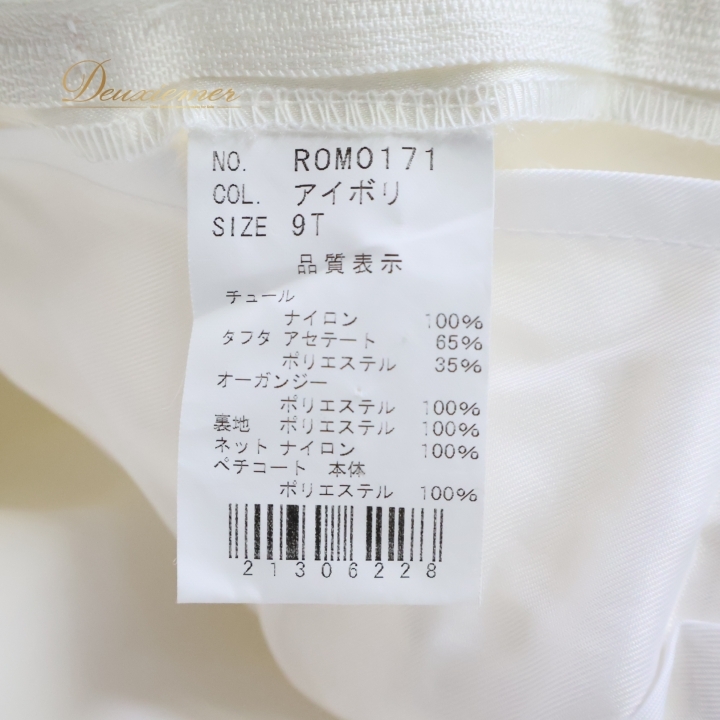 Deuxiemer
NO. ROM0171
COL. アイボリ
SIZE 9T
品質表示
チュール
ナイロン 100%
タフタ アセテート 65%
ポリエステル 35%
オーガンジー
ポリエステル 100%
裏地 ポリエステル 100%
ネット ナイロン 100%
ペチコート 本体
ポリエステル 100%
21306228